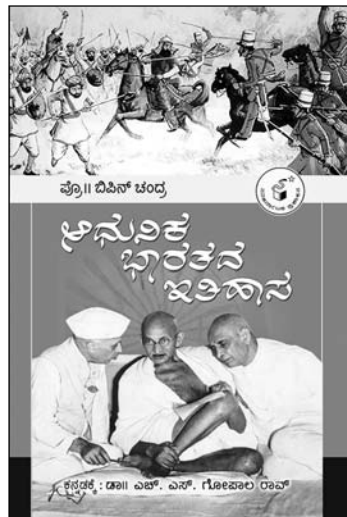 ಪ್ರೊ॥ ಬಿಪಿನ್ ಚಂದ್ರ
ಆಧುನಿಕ
ಭಾರತದ
ಇತಿಹಾಸ
ಕನ್ನಡಕ್ಕೆ : ಡಾ॥ ಎಚ್. ಎಸ್. ಗೋಪಾಲ ರಾವ್